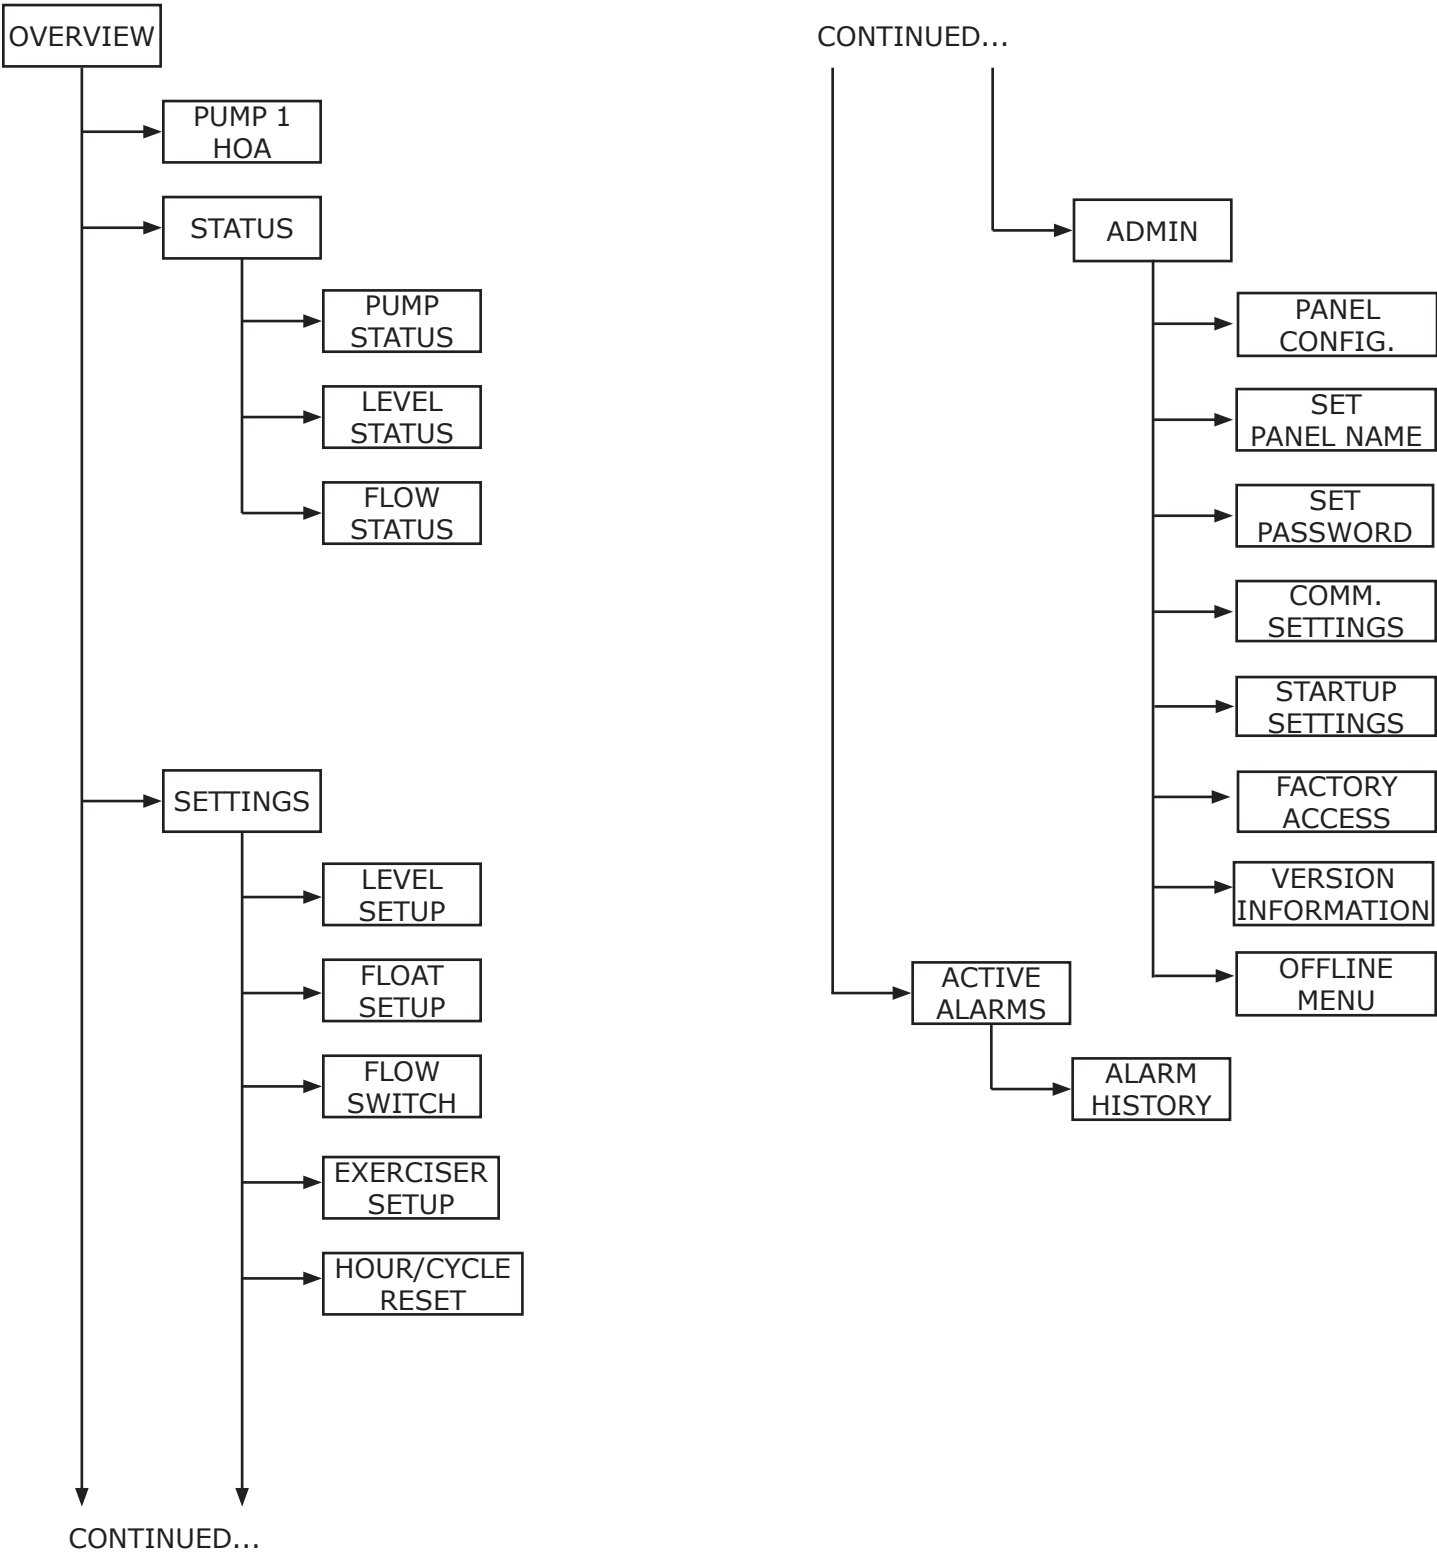 OVERVIEW
PUMP 1
HOA
STATUS
PUMP
STATUS
LEVEL
STATUS
FLOW
STATUS
SETTINGS
LEVEL
SETUP
FLOAT
SETUP
FLOW
SWITCH
EXERCISER
SETUP
HOUR/CYCLE
RESET
CONTINUED...
CONTINUED...
ADMIN
PANEL
CONFIG.
SET
PANEL NAME
SET
PASSWORD
COMM.
SETTINGS
STARTUP
SETTINGS
FACTORY
ACCESS
VERSION
INFORMATION
OFFLINE
MENU
ACTIVE
ALARMS
ALARM
HISTORY